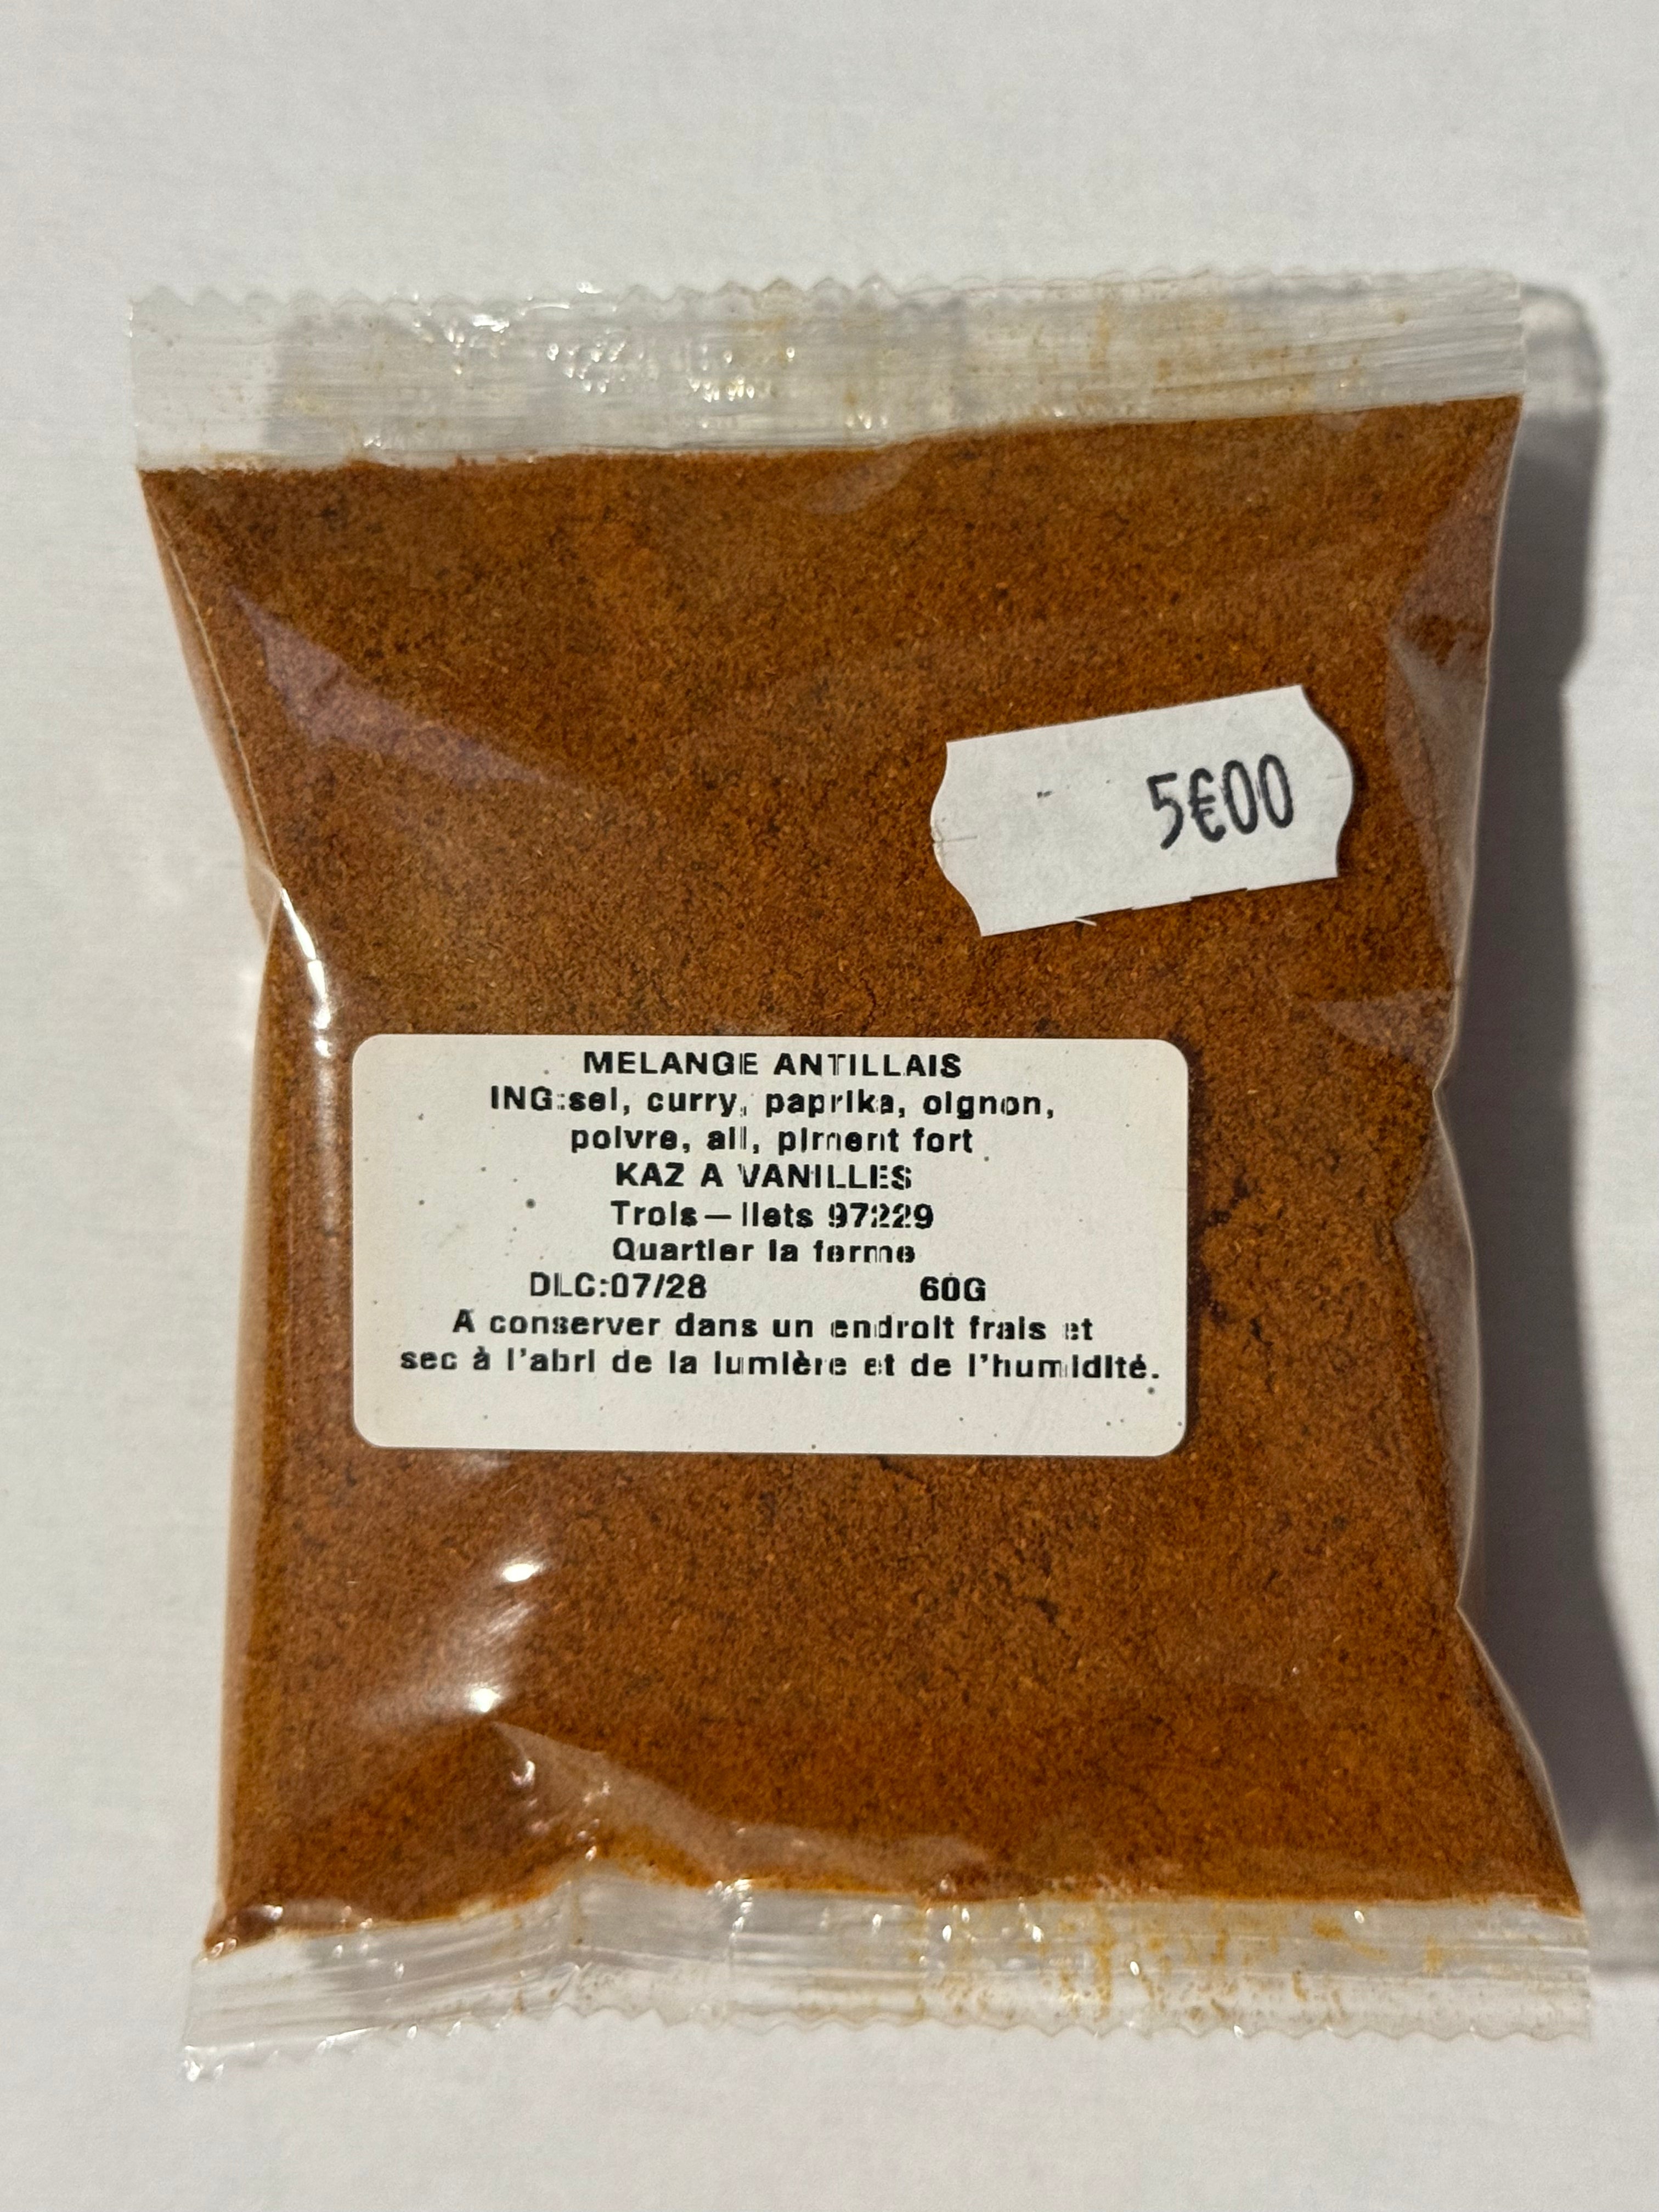 5€00
MELANGE ANTILLAIS
ING:sel, curry, paprika, oignon,
poivre, ail, piment fort
KAZ A VANILLES
Trois-Ilets 97229
Quartier la ferme
DLC:07/28 60G
A conserver dans un endroit frais et
sec à l'abri de la lumière et de l'humidité.